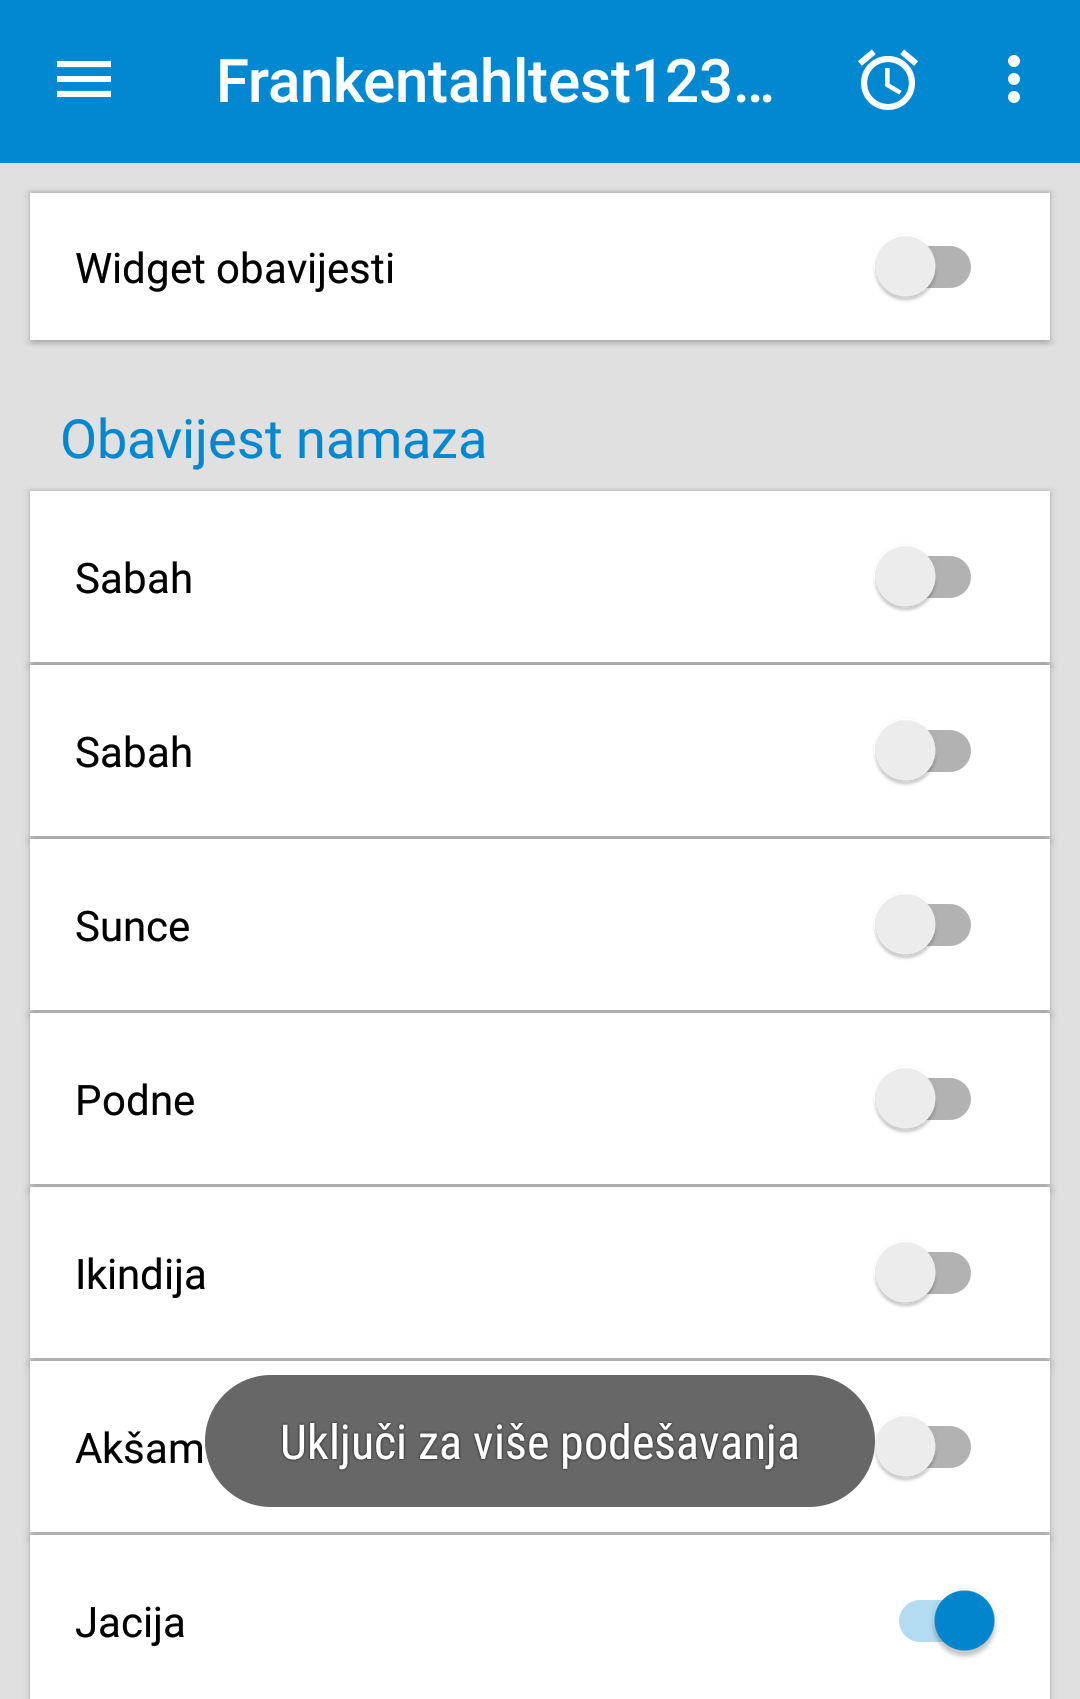 Frankentahltest123...
Widget obavijesti
Obavijest namaza
Sabah
Sabah
Sunce
Podne
Ikindija
Akšam
Uključi za više podešavanja
Jacija